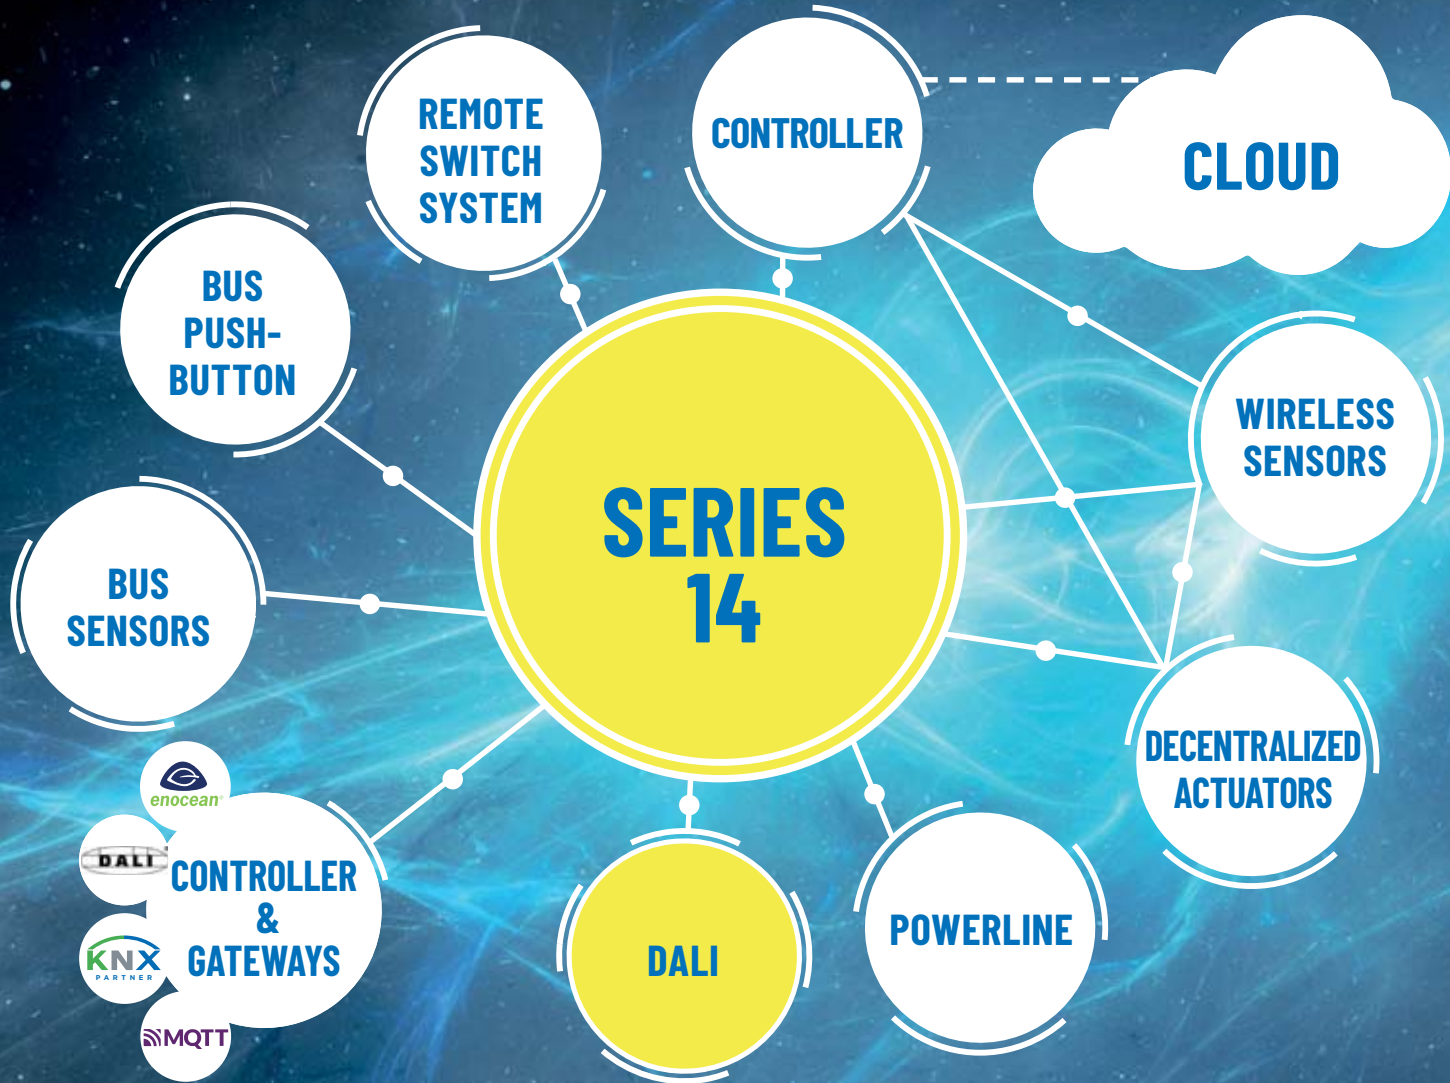 REMOTE
SWITCH
SYSTEM
CONTROLLER
CLOUD
BUS
PUSH-
BUTTON
WIRELESS
SENSORS
SERIES
14
BUS
SENSORS
DECENTRALIZED
ACTUATORS
enocean®
DALI
CONTROLLER
&
GATEWAYS
KNX
PARTNER
MQTT
DALI
POWERLINE